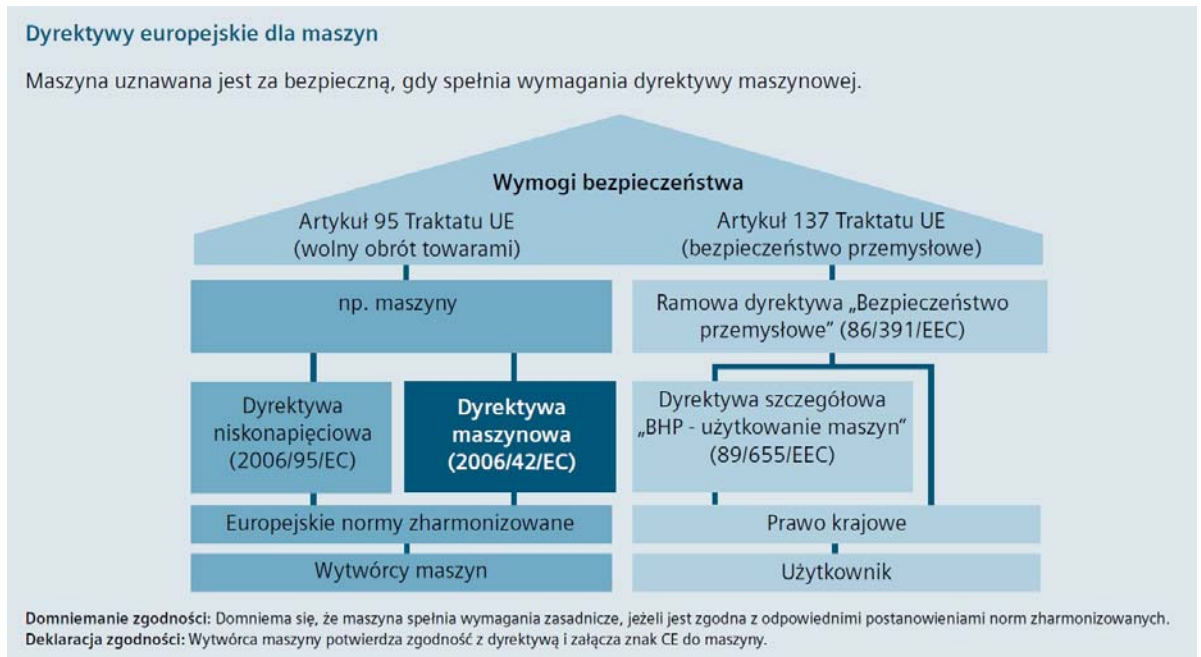 Dyrektywy europejskie dla maszyn
Maszyna uznawana jest za bezpieczną, gdy spełnia wymagania dyrektywy maszynowej.
Wymogi bezpieczeństwa
Artykuł 95 Traktatu UE
(wolny obrót towarami)
Artykuł 137 Traktatu UE
(bezpieczeństwo przemysłowe)
np. maszyny
Ramowa dyrektywa „Bezpieczeństwo
przemysłowe” (86/391/EEC)
Dyrektywa
niskonapięciowa
(2006/95/EC)
Dyrektywa
maszynowa
(2006/42/EC)
Dyrektywa szczegółowa
„BHP - użytkowanie maszyn”
(89/655/EEC)
Europejskie normy zharmonizowane
Prawo krajowe
Wytwórcy maszyn
Użytkownik
Domniemanie zgodności: Domniema się, że maszyna spełnia wymagania zasadnicze, jeżeli jest zgodna z odpowiednimi postanowieniami norm zharmonizowanych.
Deklaracja zgodności: Wytwórca maszyny potwierdza zgodność z dyrektywą i załącza znak CE do maszyny.